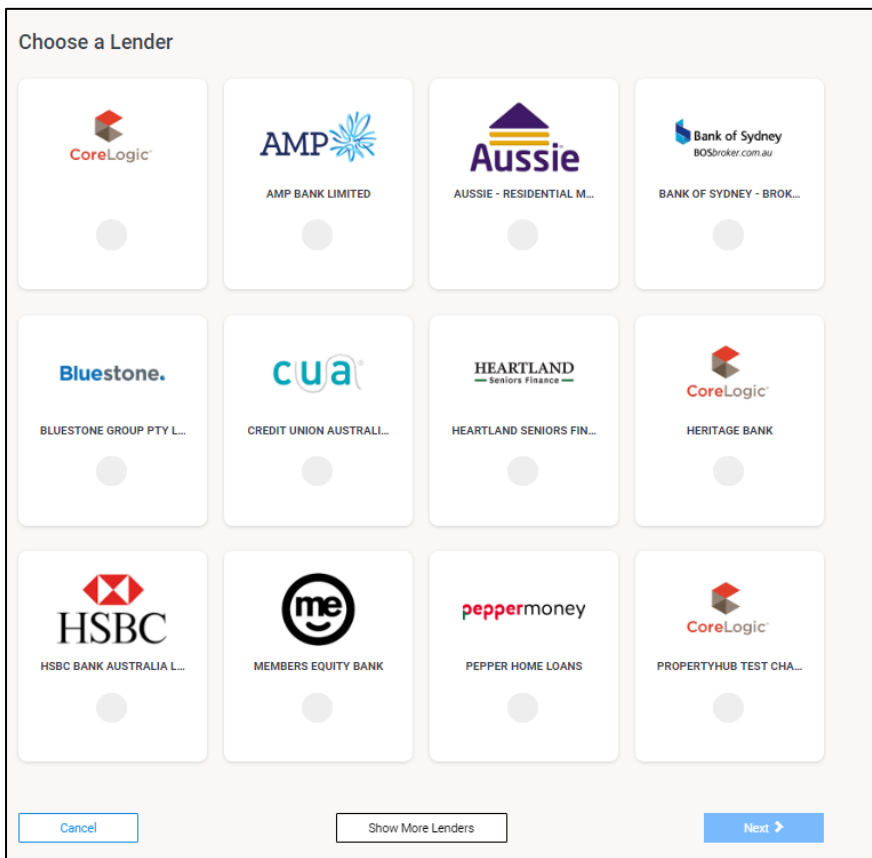 Choose a Lender
CoreLogic
AMP
AMP BANK LIMITED
Aussie
AUSSIE - RESIDENTIAL M...
Bank of Sydney
BOSbroker.com.au
BANK OF SYDNEY - BROK...
Bluestone.
BLUESTONE GROUP PTY L...
cua
CREDIT UNION AUSTRALI...
HEARTLAND
Seniors Finance
HEARTLAND SENIORS FIN...
CoreLogic
HERITAGE BANK
HSBC
HSBC BANK AUSTRALIA L...
me
MEMBERS EQUITY BANK
peppermoney
PEPPER HOME LOANS
CoreLogic
PROPERTYHUB TEST CHA...
Cancel
Show More Lenders
Next